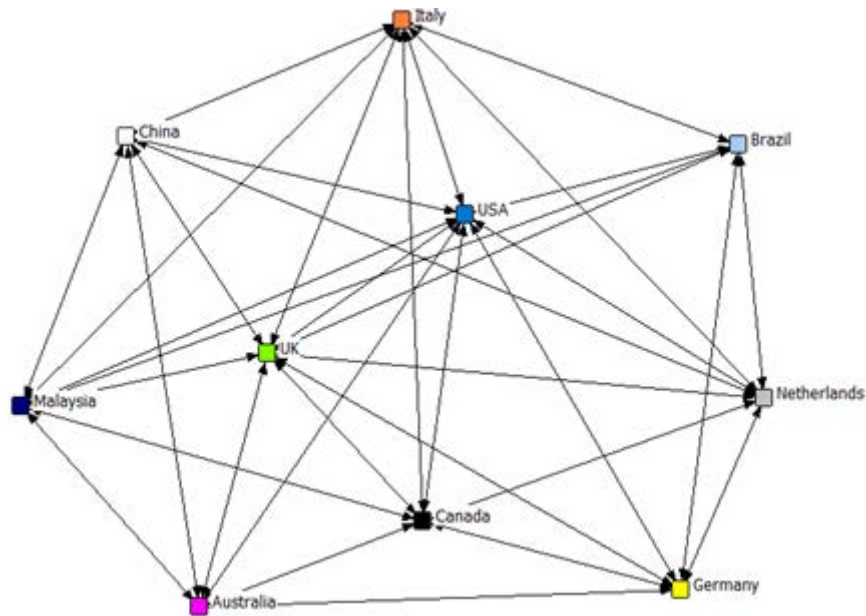 Italy
China
Brazil
USA
UK
Malaysia
Netherlands
Canada
Germany
Australia